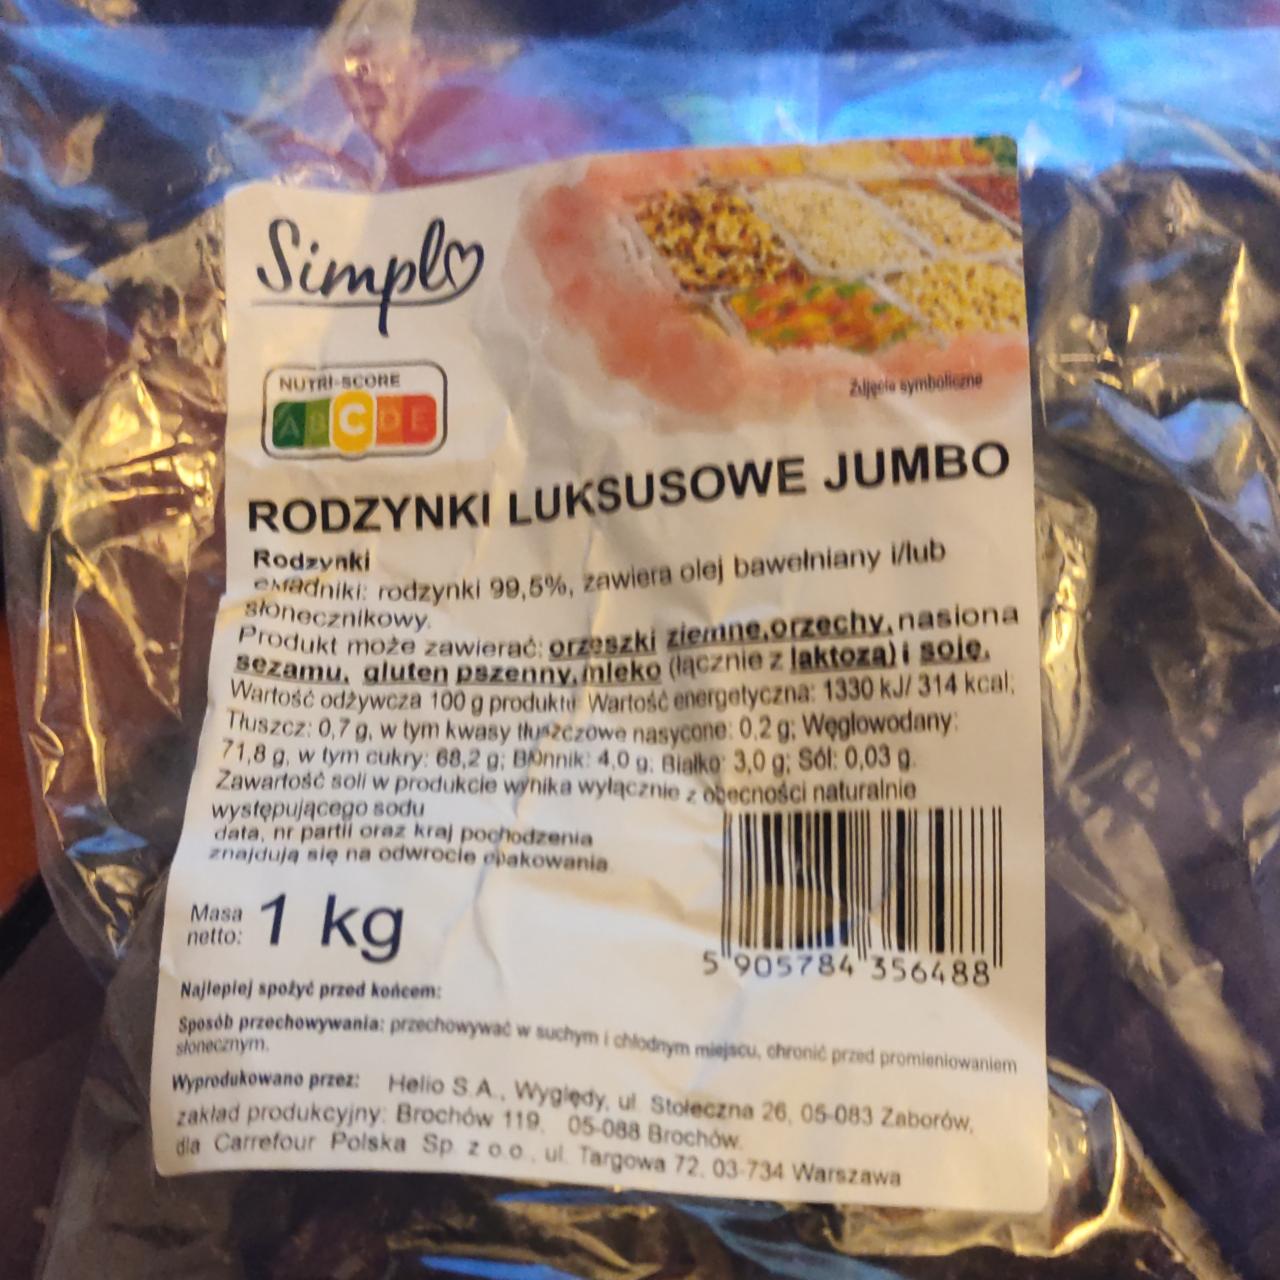 Simpl
NUTRI-SCORE
A B C D E
Zdjęcie symboliczne
RODZYNKI LUKSUSOWE JUMBO
Rodzynki
składniki: rodzynki 99,5%, zawiera olej bawełniany i/lub
słonecznikowy.
Produkt może zawierać: orzeszki ziemne,orzechy, nasiona
sezamu, gluten pszenny, mleko (łącznie z laktozą) i soję.
Wartość odżywcza 100 g produktu: Wartość energetyczna: 1330 kJ/ 314 kcal;
Tłuszcz: 0,7 g, w tym kwasy tłuszczowe nasycone: 0,2 g; Węglowodany:
71,8 g, w tym cukry: 68,2 g; Błonnik: 4,0 g; Białko: 3,0 g; Sól: 0,03 g.
Zawartość soli w produkcie wynika wyłącznie z obecności naturalnie
występującego sodu
data, nr partii oraz kraj pochodzenia
znajdują się na odwrocie opakowania
Masa
netto: 1 kg
5 905784 356488
Najlepiej spożyć przed końcem:
Sposób przechowywania: przechowywać w suchym i chłodnym miejscu, chronić przed promieniowaniem
słonecznym.
Wyprodukowano przez: Helio S.A., Wyględy, ul. Stołeczna 26, 05-083 Zaborów,
zakład produkcyjny: Brochów 119, 05-088 Brochów.
dla Carrefour Polska Sp. z o.o., ul. Targowa 72, 03-734 Warszawa